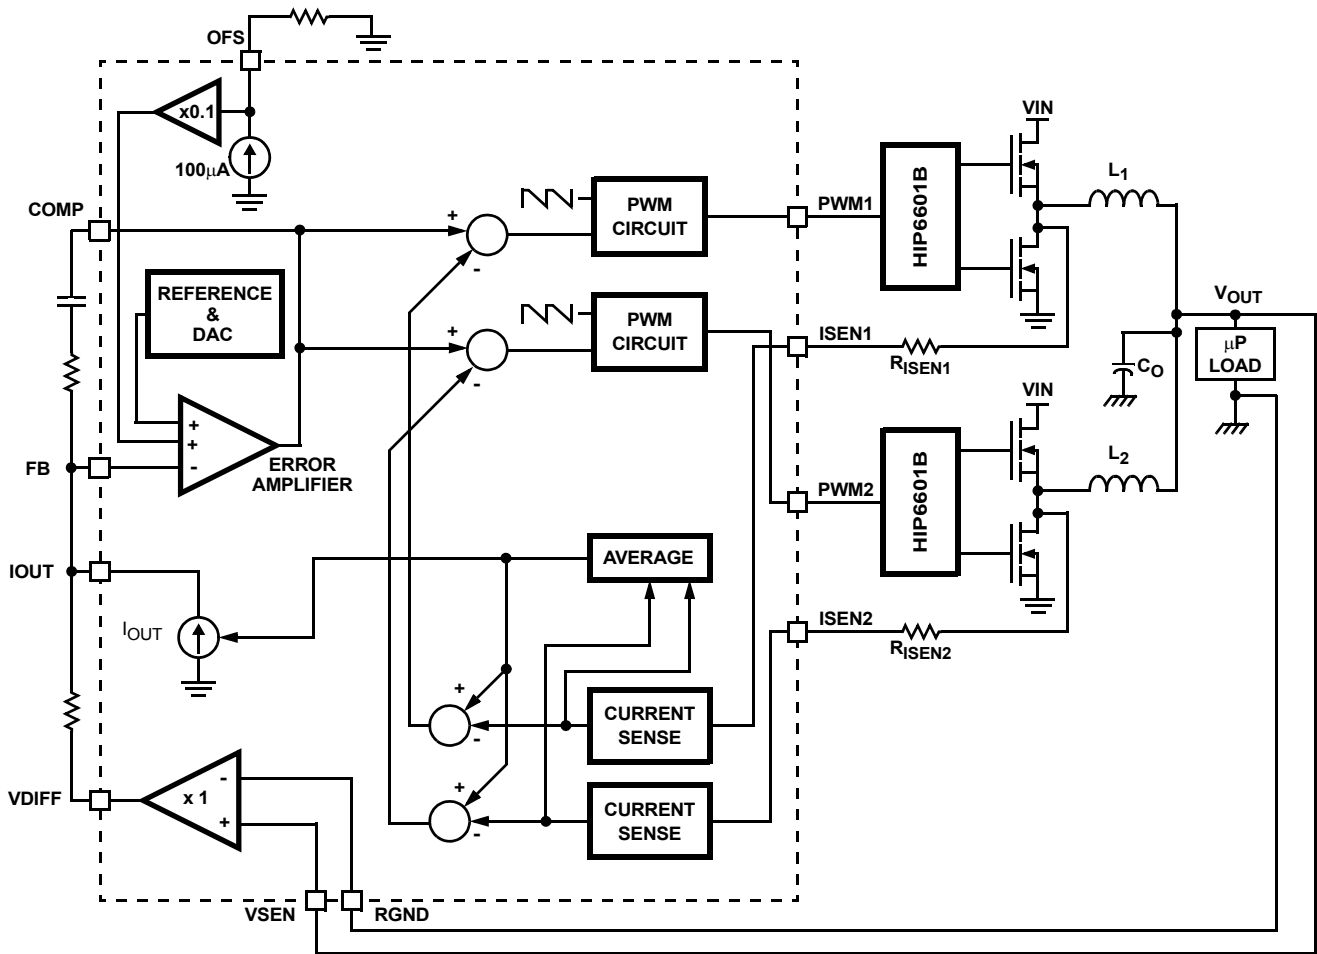 OFS
x0.1
100μA
VIN
L1
COMP
+
-
PWM
CIRCUIT
PWM1
HIP6601B
REFERENCE
&
DAC
+
-
PWM
CIRCUIT
ISEN1
RISEN1
VOUT
μP
LOAD
CO
VIN
+
+
-
FB
ERROR
AMPLIFIER
L2
PWM2
HIP6601B
IOUT
AVERAGE
IOUT
ISEN2
RISEN2
+
-
CURRENT
SENSE
VDIFF
-
x 1
+
+
-
CURRENT
SENSE
VSEN
RGND